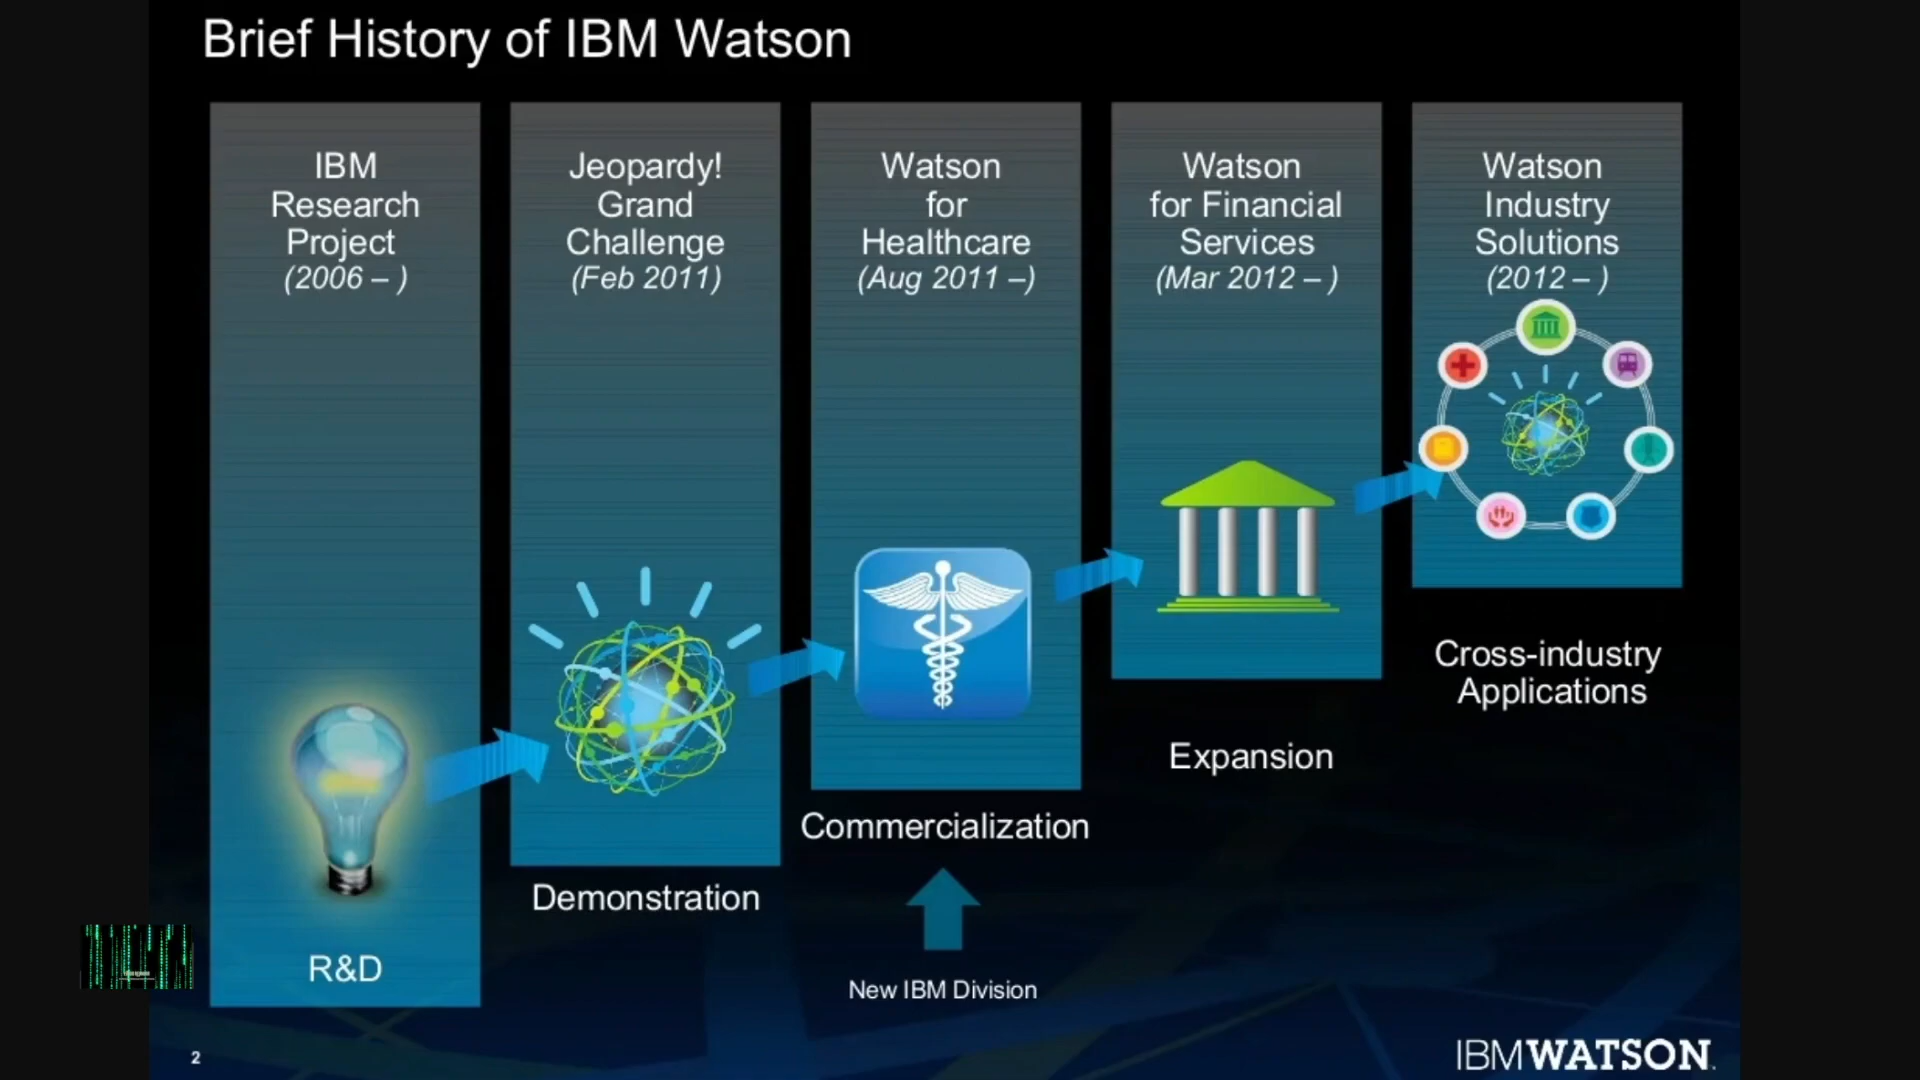 Brief History of IBM Watson
IBM
Research
Project
(2006 – )
R&D
Jeopardy!
Grand
Challenge
(Feb 2011)
Demonstration
Watson
for
Healthcare
(Aug 2011 –)
Commercialization
New IBM Division
Watson
for Financial
Services
(Mar 2012 – )
Expansion
Watson
Industry
Solutions
(2012 – )
Cross-industry
Applications
2
IBMWATSON.